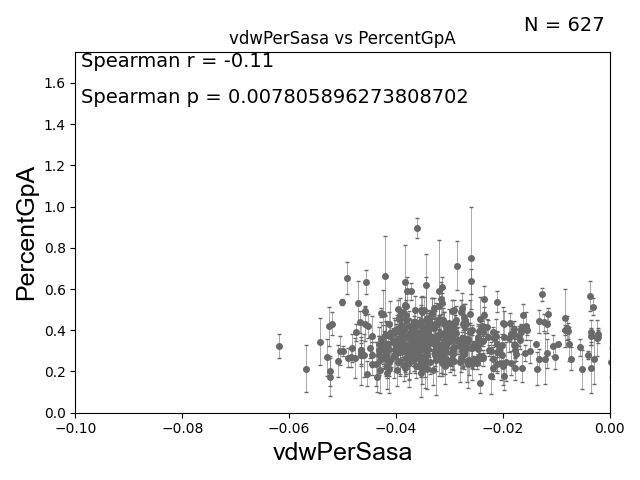 N = 627
vdwPerSasa vs PercentGpA
Spearman r = -0.11
Spearman p = 0.007805896273808702
PercentGpA
1.6
1.4
1.2
1.0
0.8
0.6
0.4
0.2
0.0
−0.10
−0.08
−0.06
−0.04
−0.02
0.00
vdwPerSasa